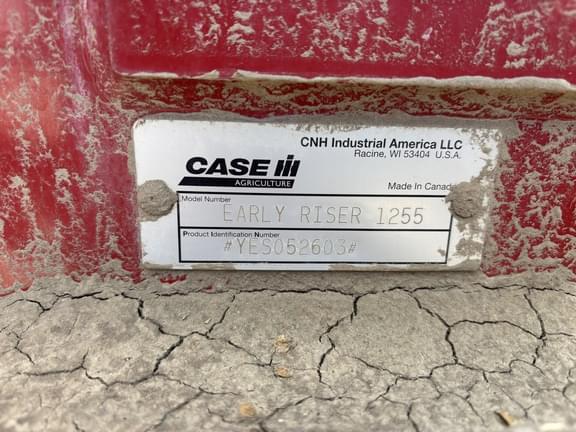 CNH Industrial America LLC
Racine, WI 53404 U.S.A.
CASE IH
AGRICULTURE
Made in Canada
Model Number
EARLY RISER 1255
Product Identification Number
#YES052603#